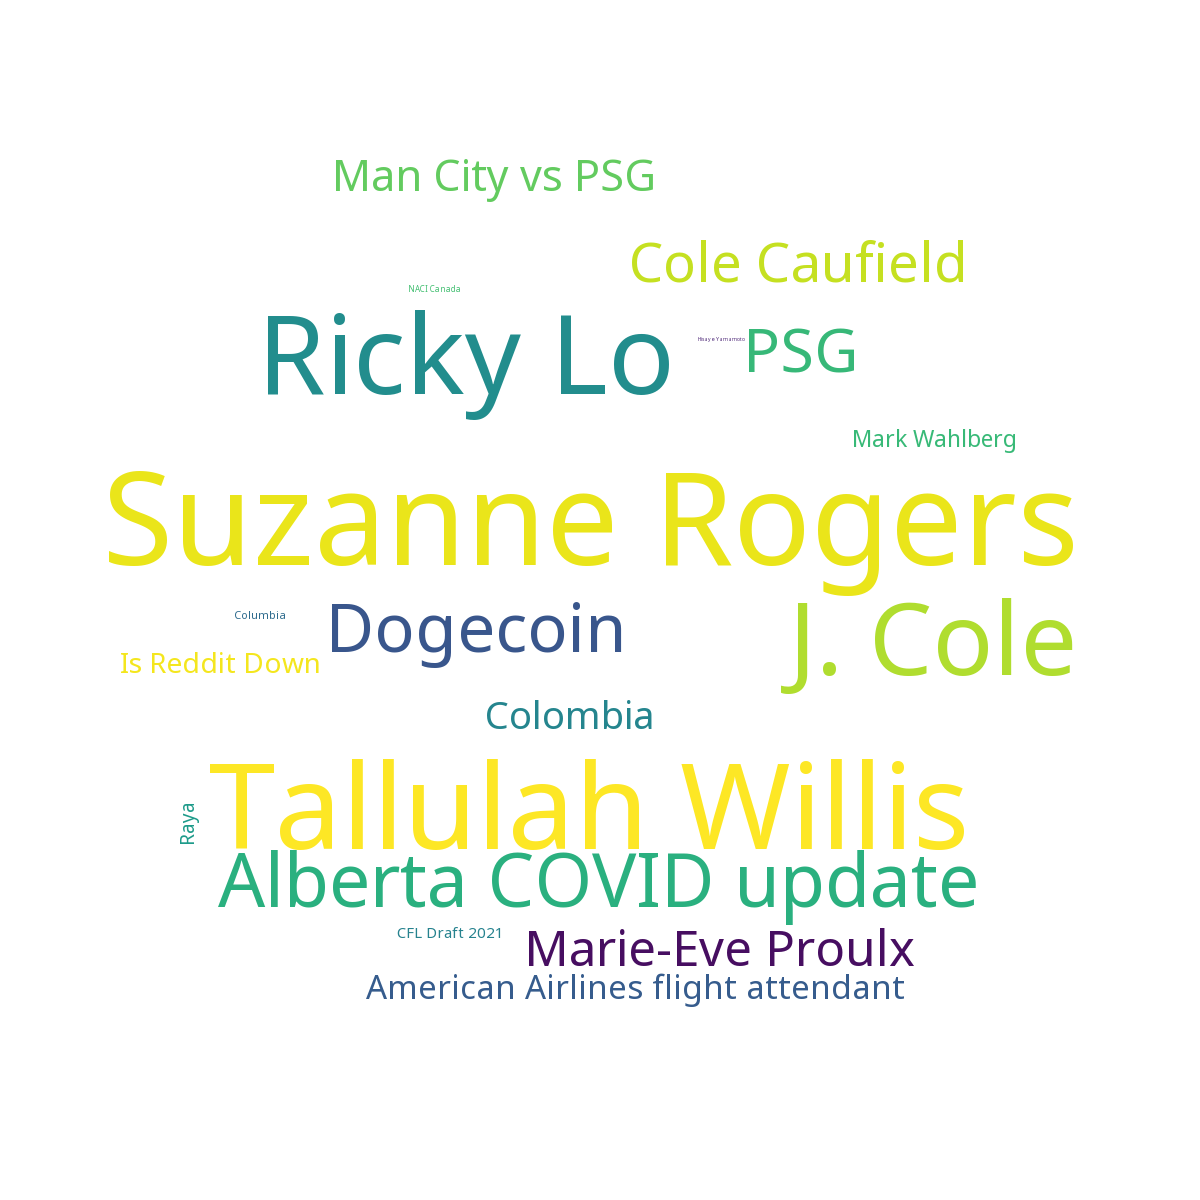 Man City vs PSG
Cole Caufield
NACI Canada
Ricky Lo
Hisaye Yamamoto
PSG
Mark Wahlberg
Suzanne Rogers
Columbia
Dogecoin
J. Cole
Is Reddit Down
Colombia
Tallulah Willis
Raya
Alberta COVID update
CFL Draft 2021
Marie-Eve Proulx
American Airlines flight attendant